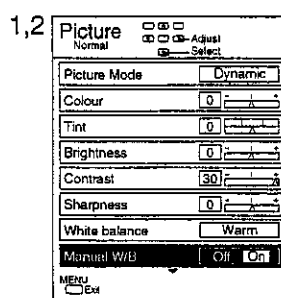 1,2
Picture
Normal
Adjust
Select
Picture Mode Dynamic
Colour 0
Tint 0
Brightness 0
Contrast 30
Sharpness 0
White balance Warm
Manual W/B Off On
MENU
Exit